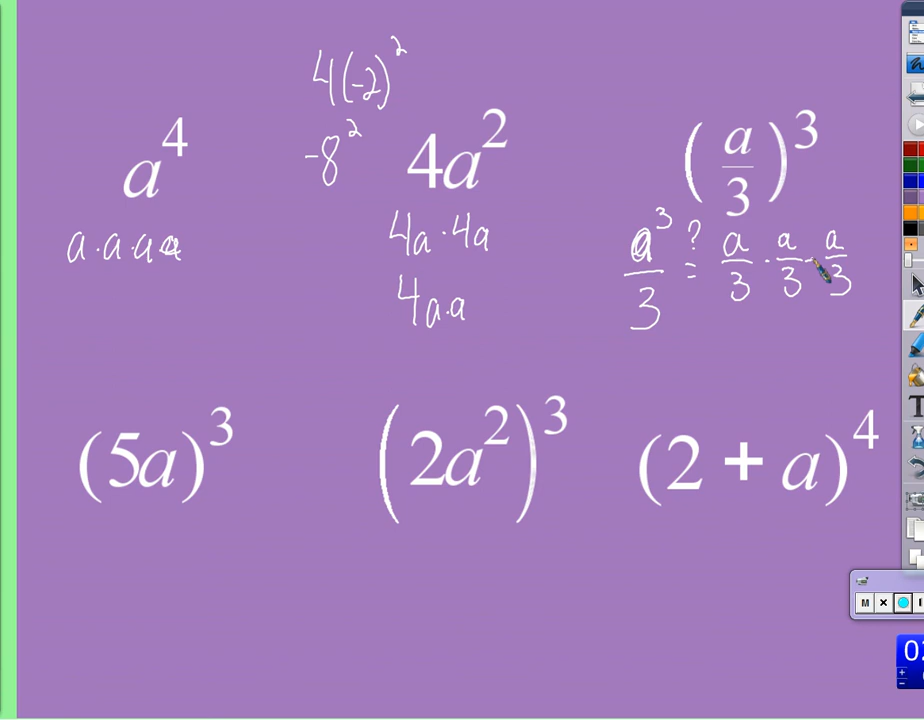 4(-2)²
-8²
a⁴
4a²
(a/3)³
a·a·a·a
4a·4a
a³/3 ≟ a/3 · a/3 · a/3
4a·a
(5a)³
(2a²)³
(2 + a)⁴
T
M